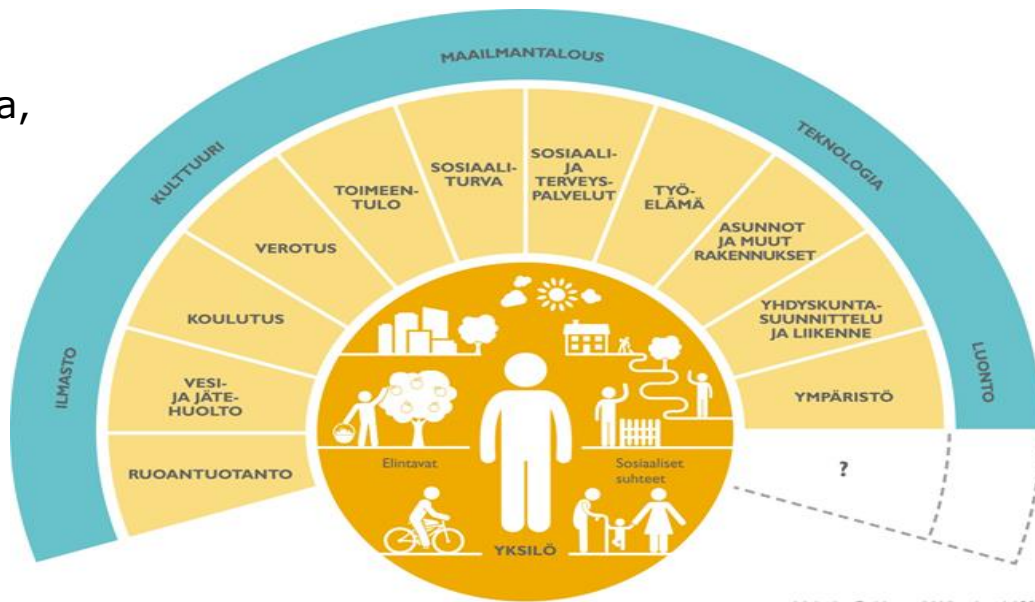 a,
MAAILMANTALOUS
KULTTUURI
TEKNOLOGIA
ILMASTO
LUONTO
SOSIAALI-
TURVA
SOSIAALI-
JA
TERVEYS-
PALVELUT
TOIMEEN-
TULO
TYÖ-
ELÄMÄ
VEROTUS
ASUNNOT
JA MUUT
RAKENNUKSET
KOULUTUS
YHDYSKUNTA-
SUUNNITTELU
JA LIIKENNE
VESI-
JA JÄTE-
HUOLTO
YMPÄRISTÖ
RUOANTUOTANTO
?
Elintavat
Sosiaaliset
suhteet
YKSILÖ